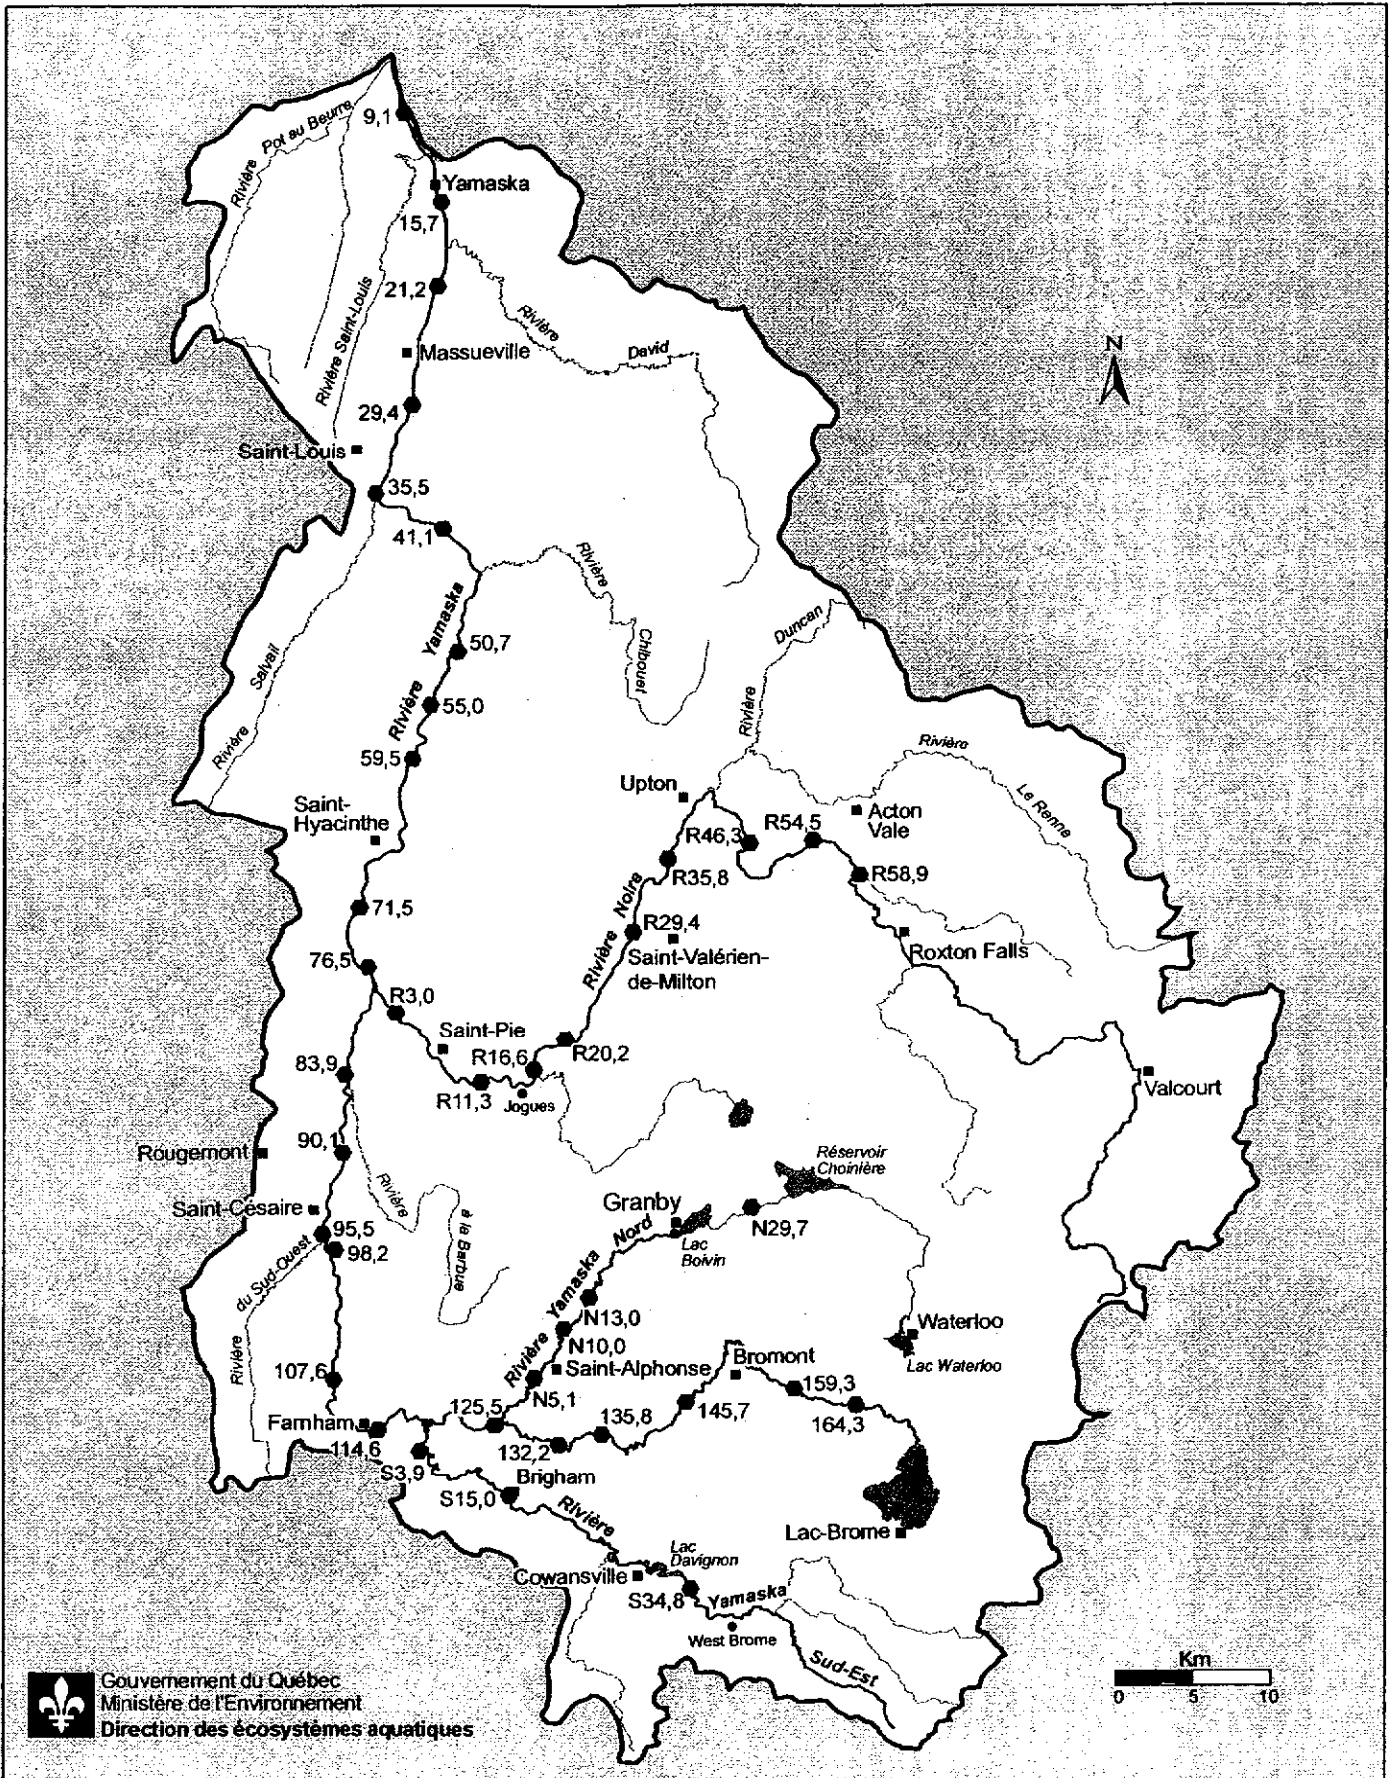 9,1
Rivière Pot au Beurre
Yamaska
15,7
21,2
Rivière Saint-Louis
Rivière David
Massueville
N
29,4
Saint-Louis
35,5
41,1
Rivière Chibouet
Rivière Yamaska
50,7
Rivière Salvail
55,0
59,5
Rivière Duncan
Rivière Le Renne
Upton
Saint-
Hyacinthe
Acton
Vale
R46,3
R54,5
R35,8
R58,9
Rivière Noire
71,5
R29,4
Saint-Valérien-
de-Milton
Roxton Falls
76,5
R3,0
Saint-Pie
R16,6
R20,2
83,9
R11,3
Jogues
Valcourt
90,1
Rougemont
Réservoir
Choinière
Rivière à la Barbue
Granby
Saint-Césaire
N29,7
95,5
98,2
Lac
Boivin
Rivière du Sud-Ouest
Rivière Yamaska Nord
N13,0
N10,0
Waterloo
Lac Waterloo
Saint-Alphonse
Bromont
107,6
N5,1
159,3
145,7
164,3
125,5
135,8
Farnham
114,6
132,2
S3,9
Brigham
S15,0
Lac-Brome
Lac
Davignon
Cowansville
S34,8
Rivière Yamaska Sud-Est
West Brome
Km
0 5 10
Gouvernement du Québec
Ministère de l'Environnement
Direction des écosystèmes aquatiques